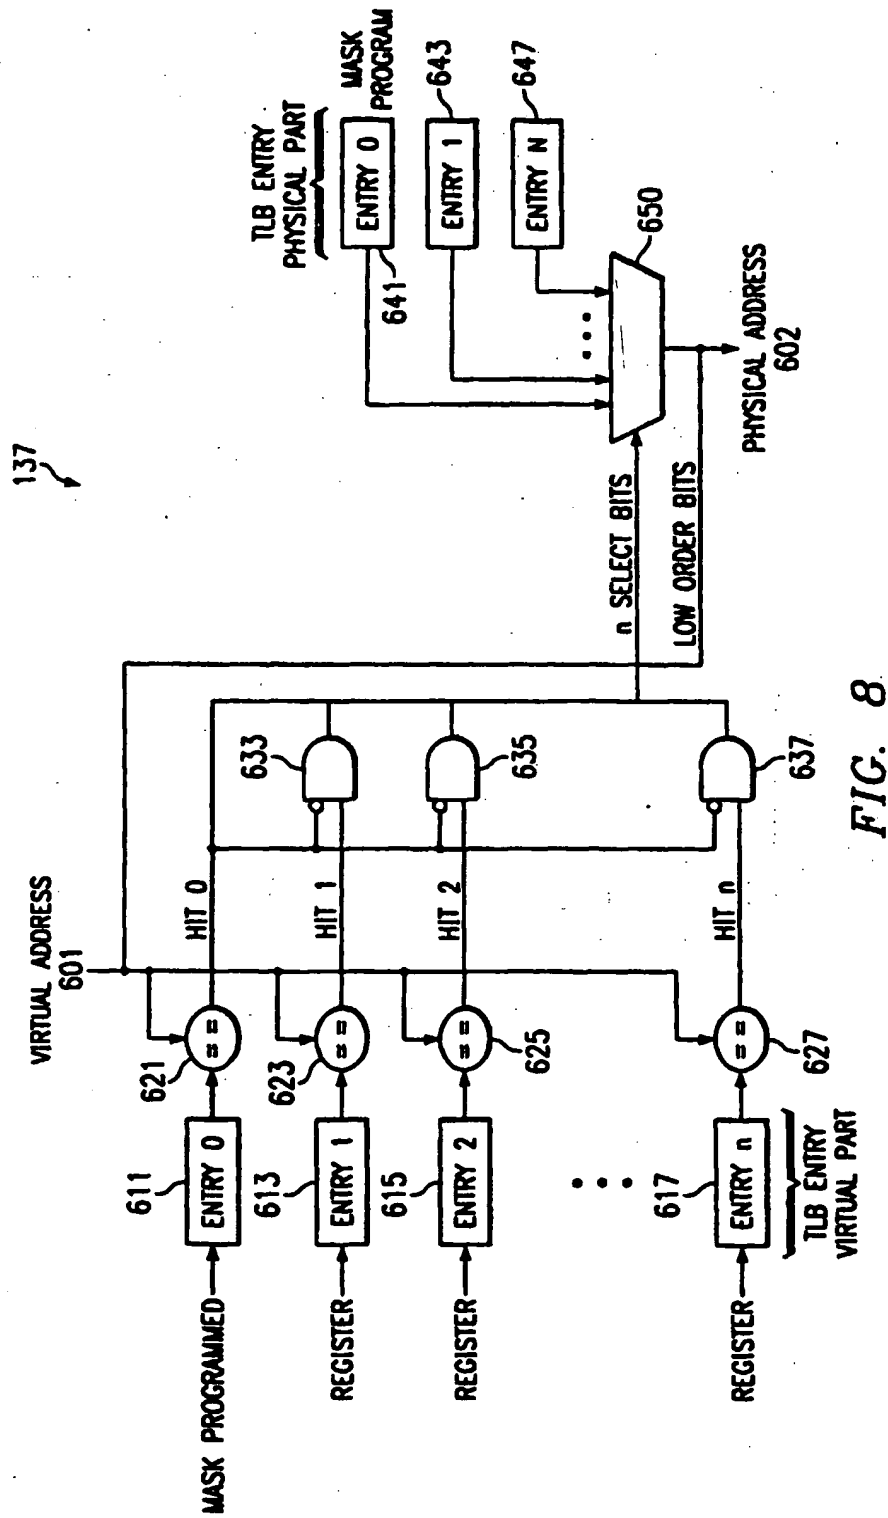 137
VIRTUAL ADDRESS
601
MASK PROGRAMMED
611
ENTRY 0
621
= =
HIT 0
REGISTER
613
ENTRY 1
623
= =
HIT 1
633
REGISTER
615
ENTRY 2
625
= =
HIT 2
635
REGISTER
617
ENTRY n
627
= =
HIT n
637
TLB ENTRY
VIRTUAL PART
n SELECT BITS
LOW ORDER BITS
TLB ENTRY
PHYSICAL PART
MASK
PROGRAM
ENTRY 0
641
ENTRY 1
643
ENTRY N
647
650
PHYSICAL ADDRESS
602
FIG. 8